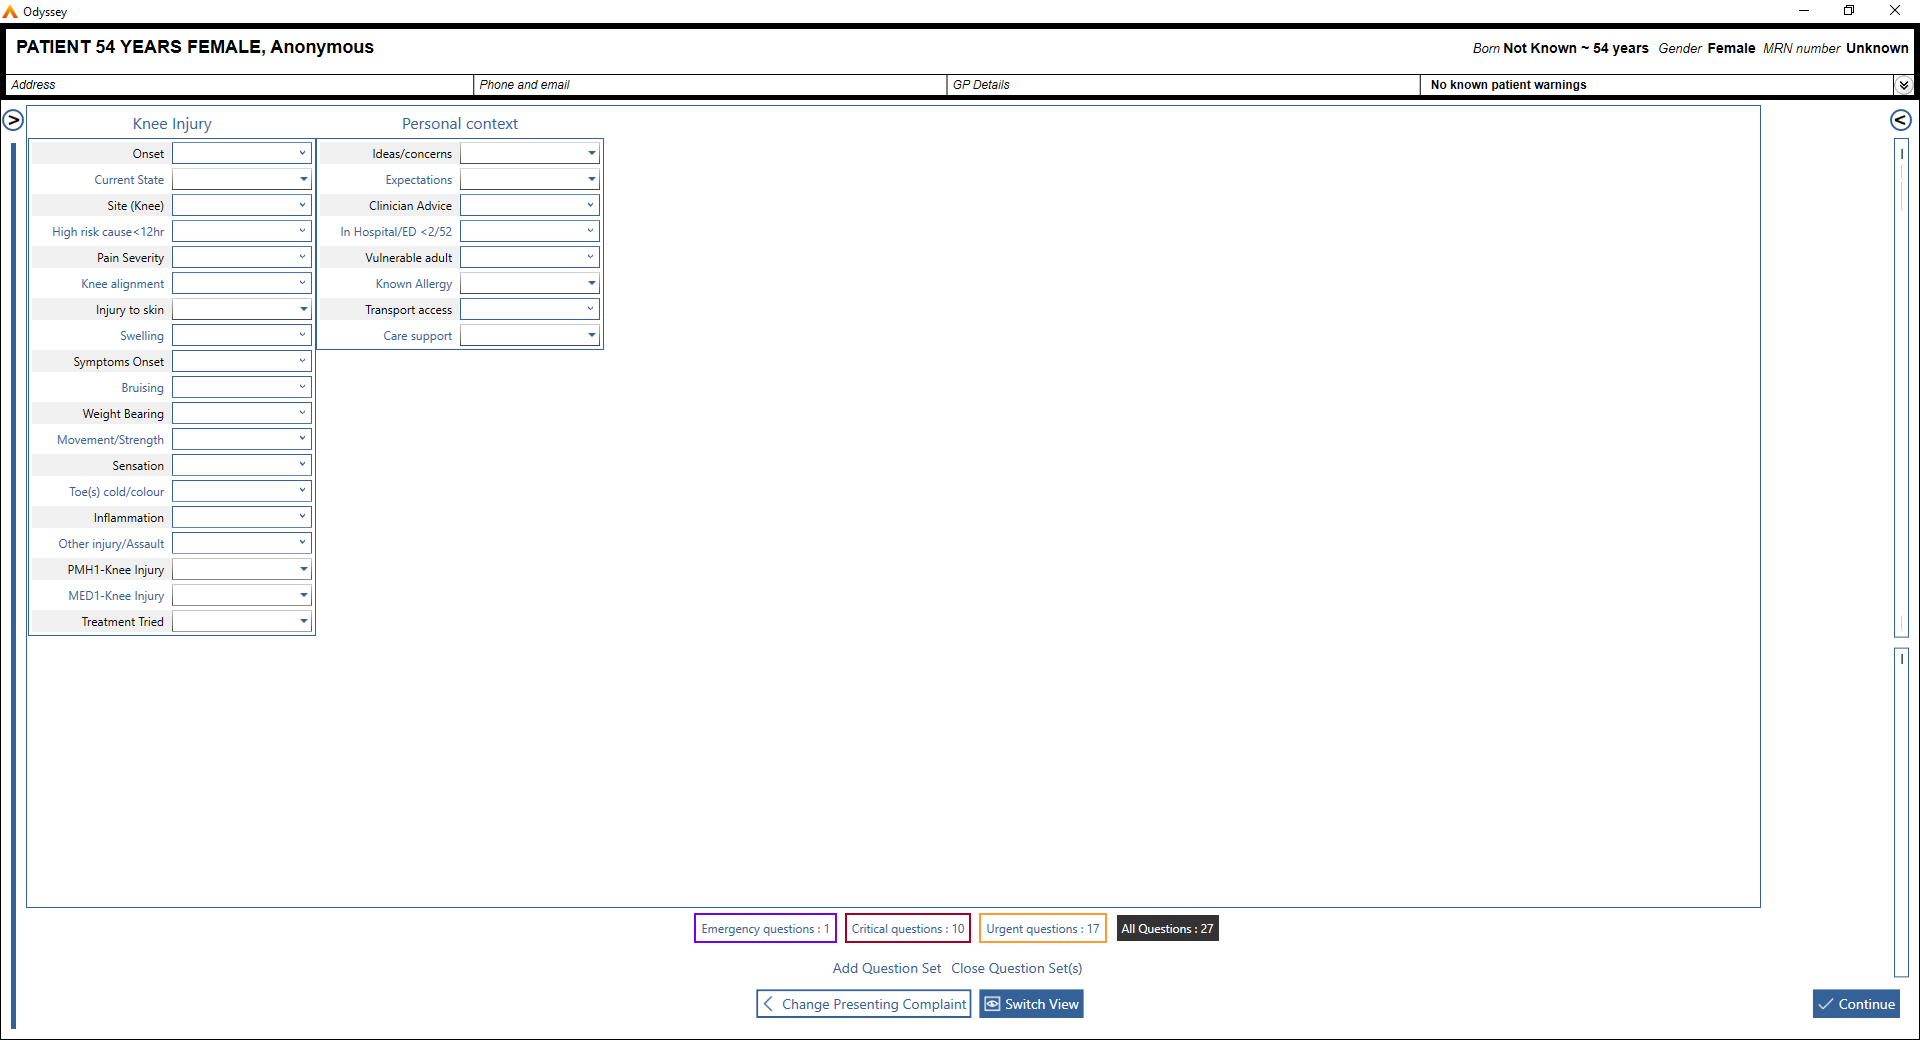 Odyssey
PATIENT 54 YEARS FEMALE, Anonymous
Born Not Known ~ 54 years Gender Female MRN number Unknown
Address
Phone and email
GP Details
No known patient warnings
Knee Injury
Onset
Current State
Site (Knee)
High risk cause<12hr
Pain Severity
Knee alignment
Injury to skin
Swelling
Symptoms Onset
Bruising
Weight Bearing
Movement/Strength
Sensation
Toe(s) cold/colour
Inflammation
Other injury/Assault
PMH1-Knee Injury
MED1-Knee Injury
Treatment Tried
Personal context
Ideas/concerns
Expectations
Clinician Advice
In Hospital/ED <2/52
Vulnerable adult
Known Allergy
Transport access
Care support
Emergency questions : 1
Critical questions : 10
Urgent questions : 17
All Questions : 27
Add Question Set
Close Question Set(s)
Change Presenting Complaint
Switch View
Continue